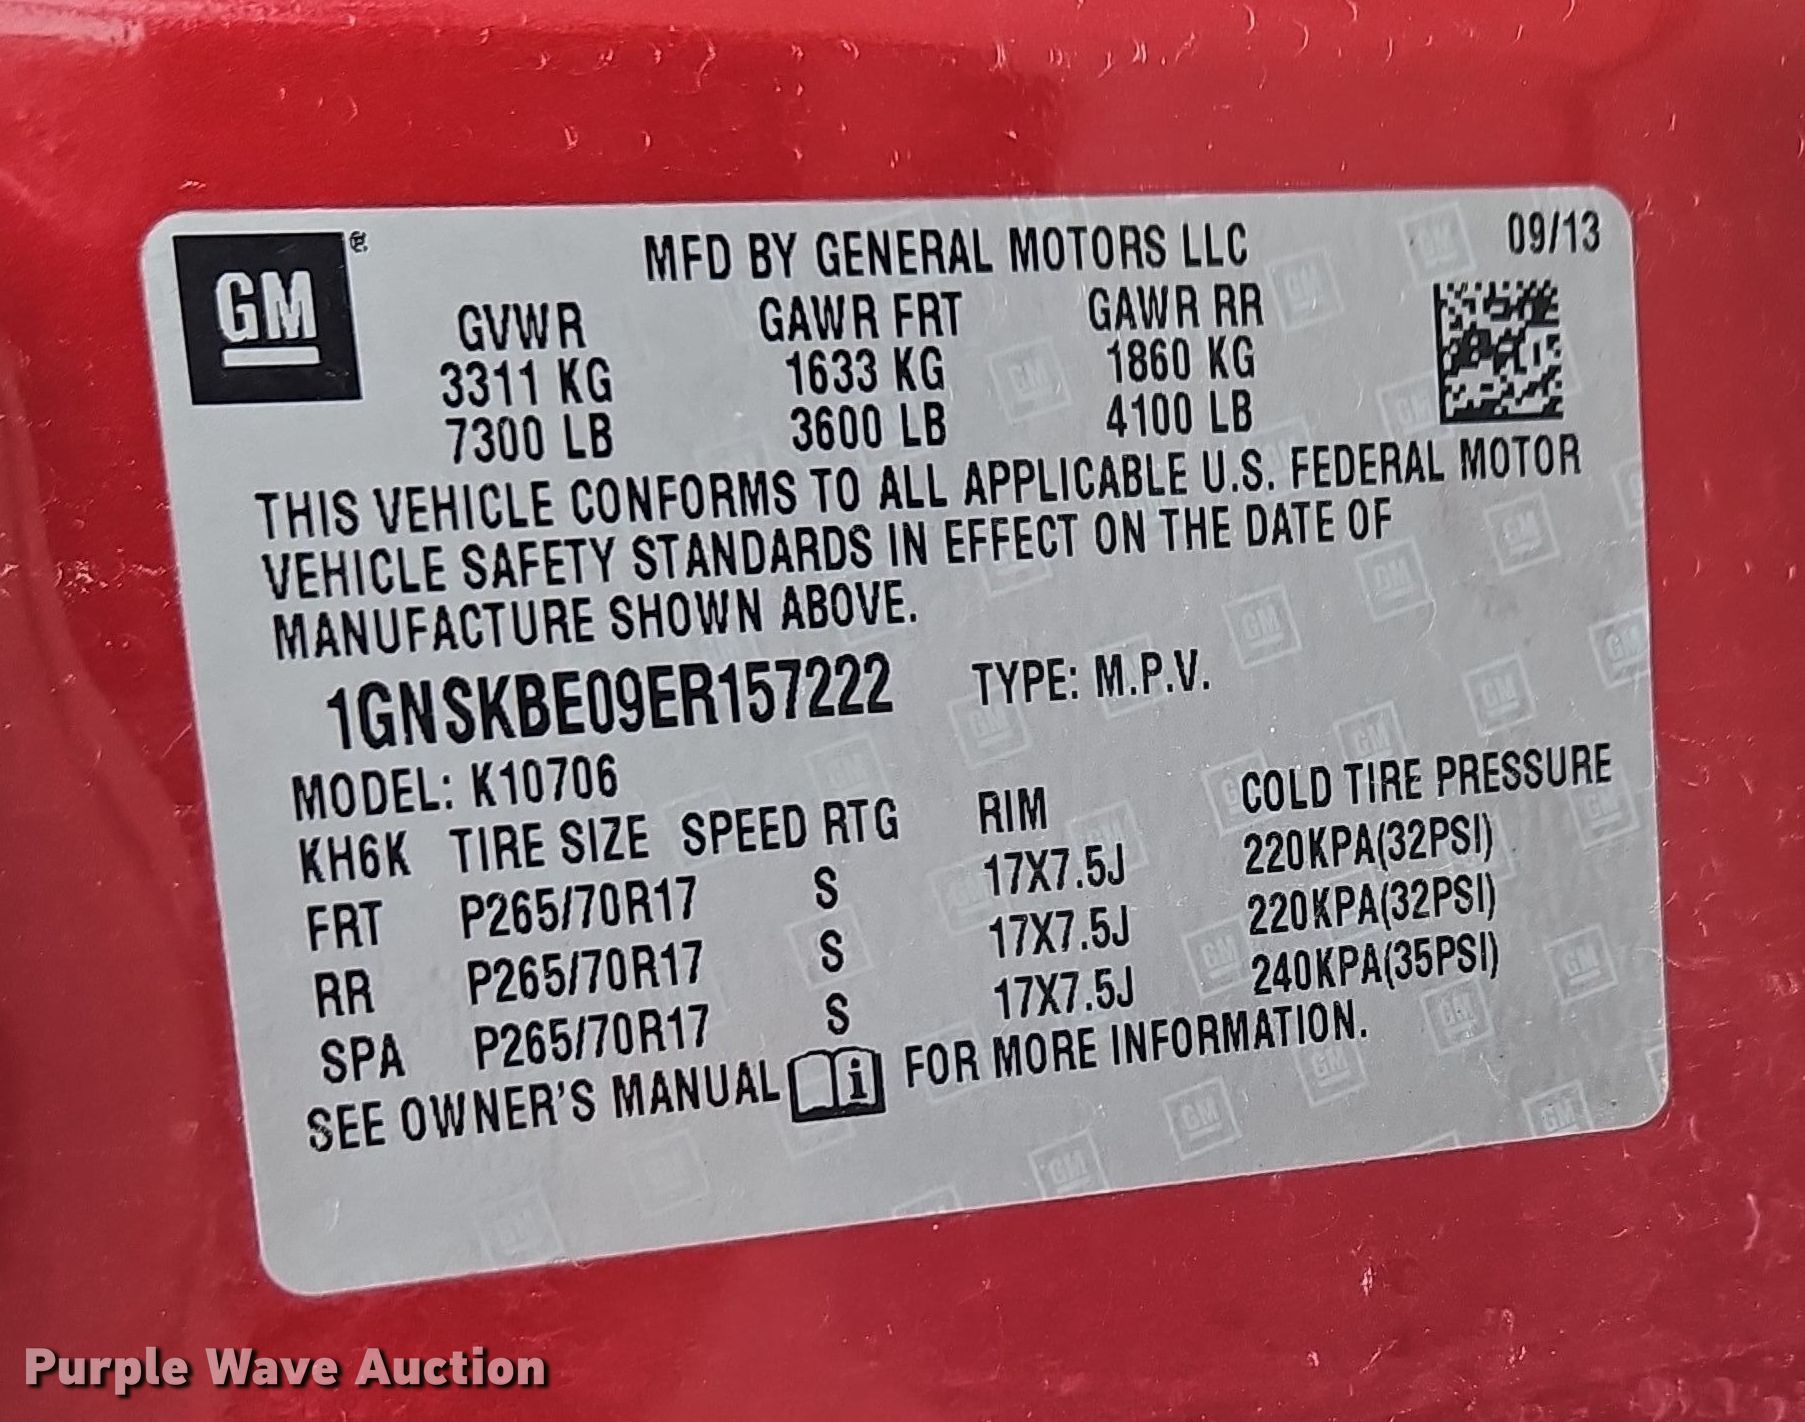 GM ®
MFD BY GENERAL MOTORS LLC 09/13
GVWR GAWR FRT GAWR RR
3311 KG 1633 KG 1860 KG
7300 LB 3600 LB 4100 LB
THIS VEHICLE CONFORMS TO ALL APPLICABLE U.S. FEDERAL MOTOR
VEHICLE SAFETY STANDARDS IN EFFECT ON THE DATE OF
MANUFACTURE SHOWN ABOVE.
1GNSKBE09ER157222 TYPE: M.P.V.
MODEL: K10706
KH6K TIRE SIZE SPEED RTG RIM COLD TIRE PRESSURE
FRT P265/70R17 S 17X7.5J 220KPA(32PSI)
RR P265/70R17 S 17X7.5J 220KPA(32PSI)
SPA P265/70R17 S 17X7.5J 240KPA(35PSI)
SEE OWNER'S MANUAL i FOR MORE INFORMATION.
Purple Wave Auction